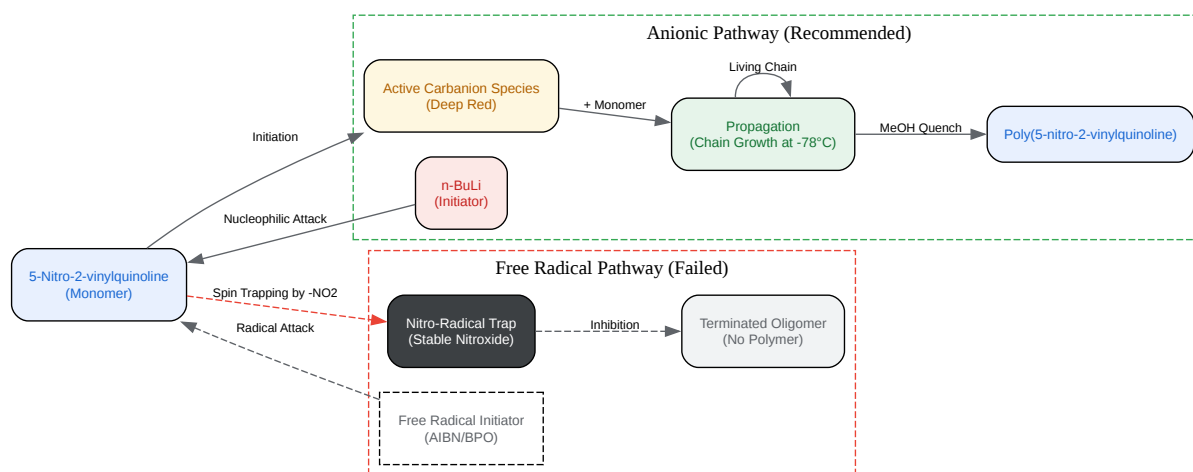 Anionic Pathway (Recommended)
Living Chain
Active Carbanion Species
(Deep Red)
+ Monomer
Propagation
(Chain Growth at -78°C)
MeOH Quench
Poly(5-nitro-2-vinylquinoline)
Initiation
n-BuLi
(Initiator)
Nucleophilic Attack
5-Nitro-2-vinylquinoline
(Monomer)
Free Radical Pathway (Failed)
Spin Trapping by -NO2
Radical Attack
Nitro-Radical Trap
(Stable Nitroxide)
Inhibition
Terminated Oligomer
(No Polymer)
Free Radical Initiator
(AIBN/BPO)